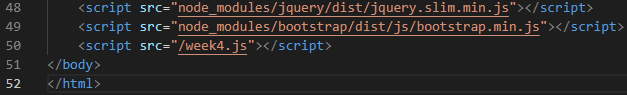 48 <script src="node_modules/jquery/dist/jquery.slim.min.js"></script>
49 <script src="node_modules/bootstrap/dist/js/bootstrap.min.js"></script>
50 <script src="/week4.js"></script>
51 </body>
52 </html>